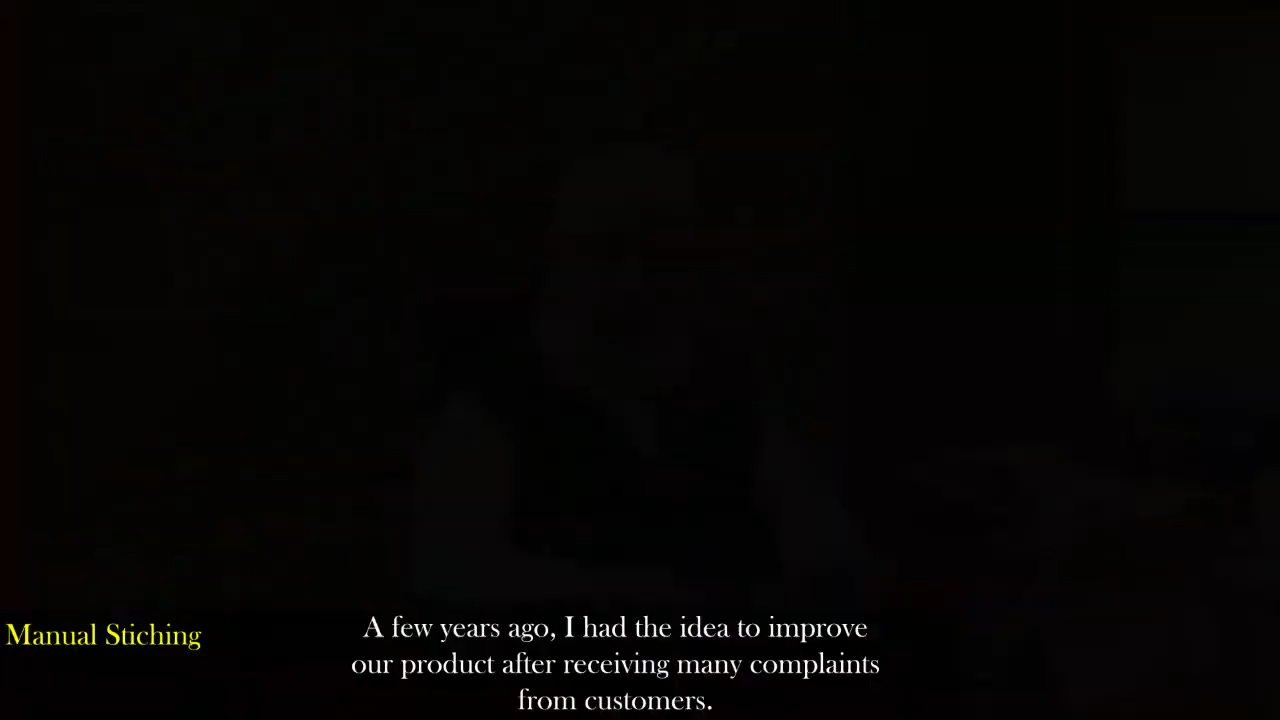 Manual Stiching
A few years ago, I had the idea to improve
our product after receiving many complaints
from customers.